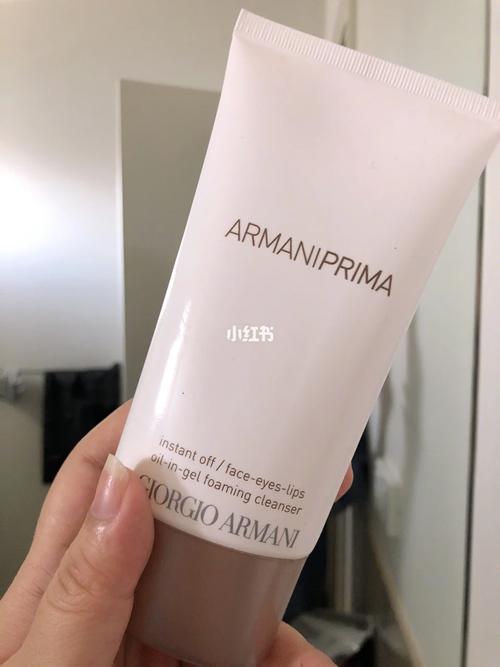 ARMANIPRIMA
小红书
instant off / face-eyes-lips
oil-in-gel foaming cleanser
GIORGIO ARMANI